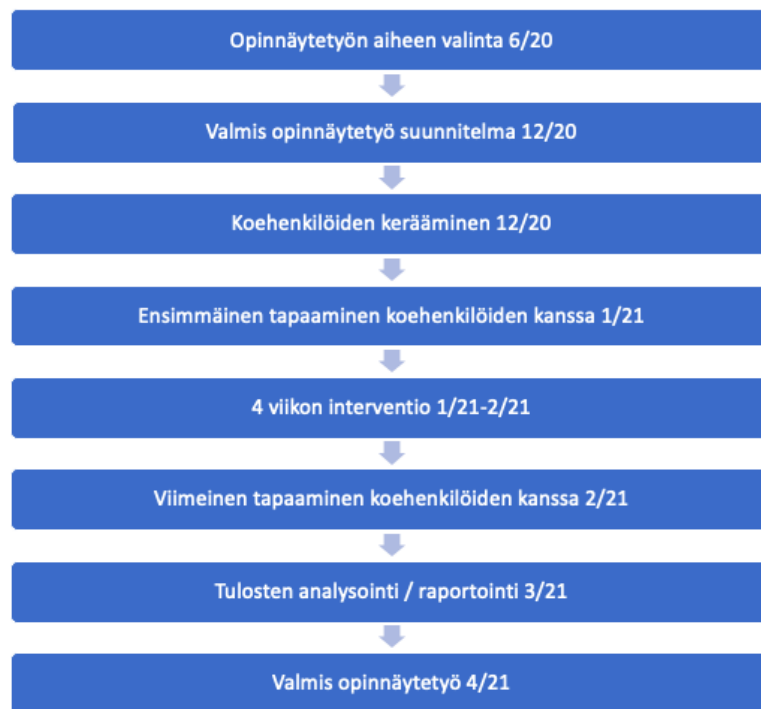 Opinnäytetyön aiheen valinta 6/20
Valmis opinnäytetyö suunnitelma 12/20
Koehenkilöiden kerääminen 12/20
Ensimmäinen tapaaminen koehenkilöiden kanssa 1/21
4 viikon interventio 1/21-2/21
Viimeinen tapaaminen koehenkilöiden kanssa 2/21
Tulosten analysointi / raportointi 3/21
Valmis opinnäytetyö 4/21